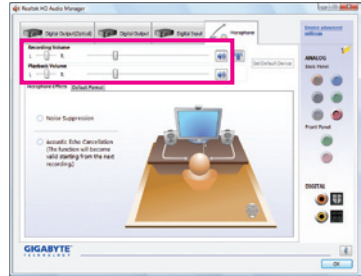 Realtek HD Audio Manager
Digital Output(Optical)
Digital Output
Digital Input
Microphone
Device advanced
settings
Recording Volume
L
R
Playback Volume
L
R
Set Default Device
ANALOG
Back Panel
Microphone Effects
Default Format
Noise Suppression
Acoustic Echo Cancellation
(The function will become
valid starting from the next
recording.)
Front Panel
DIGITAL
GIGABYTE
TECHNOLOGY
OK